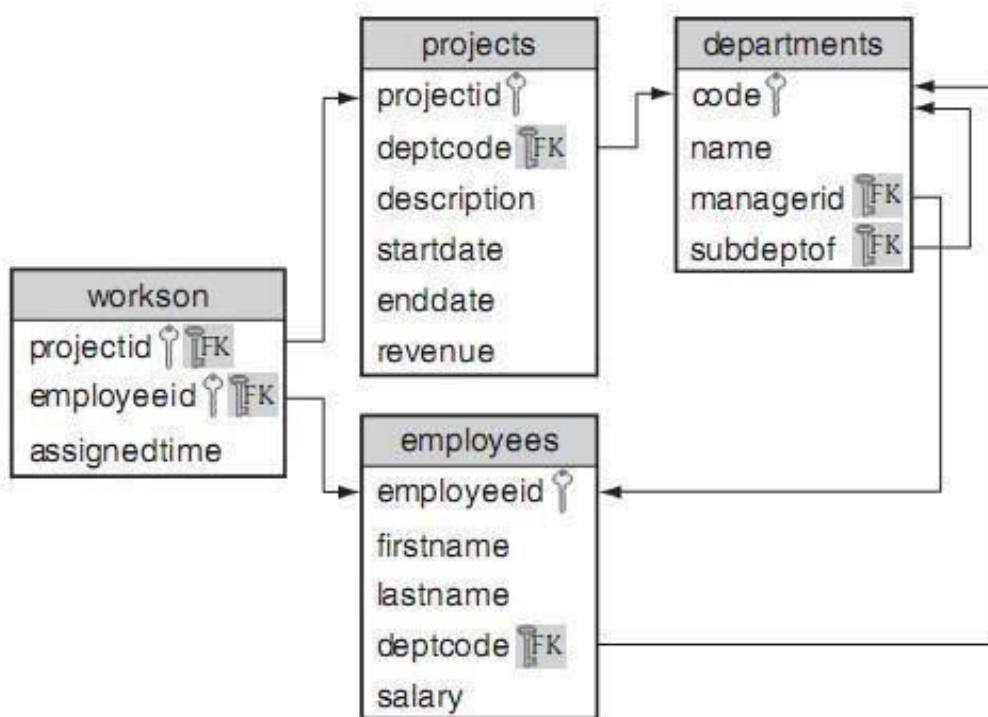 projects
projectid
deptcode FK
description
startdate
enddate
revenue
departments
code
name
managerid FK
subdeptof FK
workson
projectid FK
employeeid FK
assignedtime
employees
employeeid
firstname
lastname
deptcode FK
salary